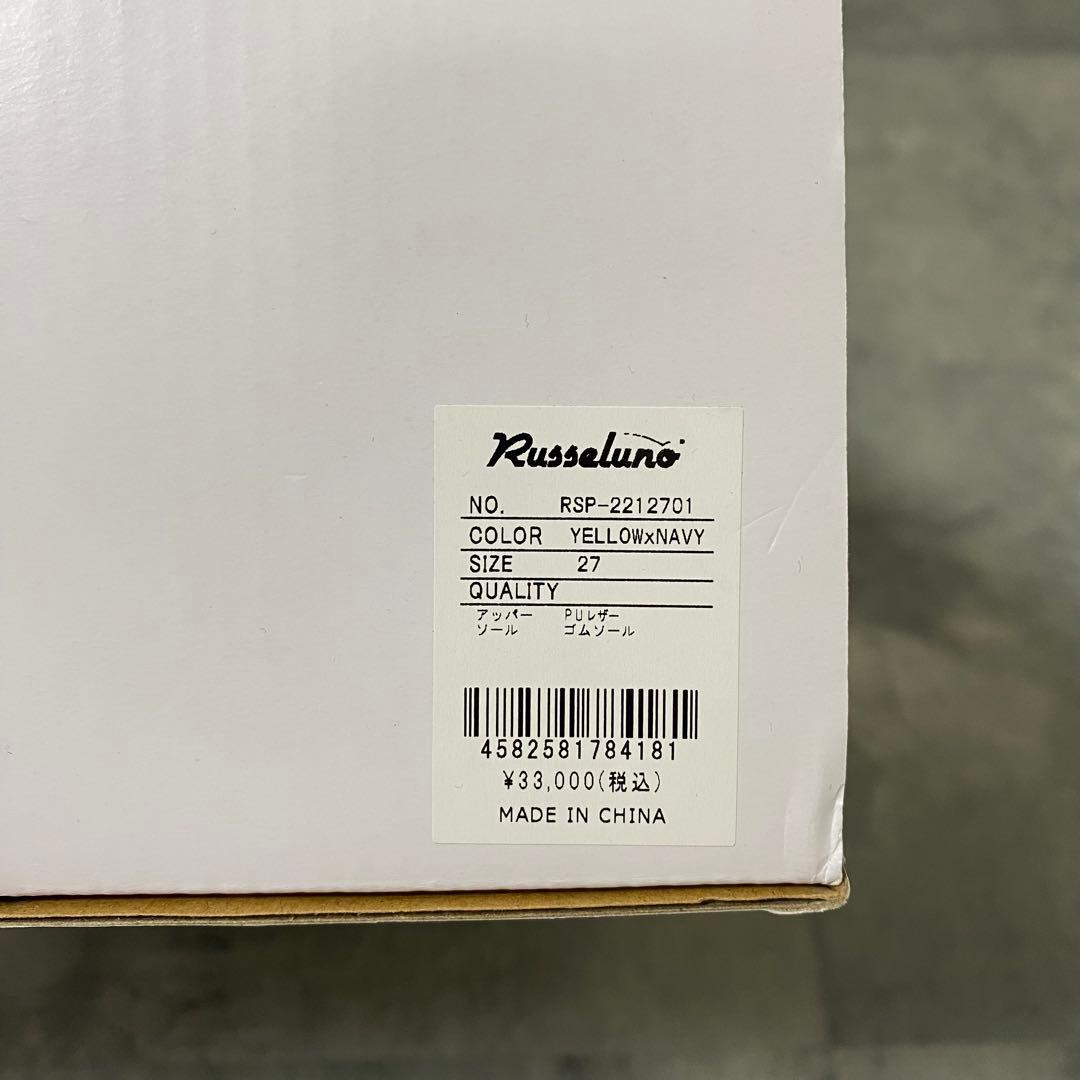 Russeluno
NO. RSP-2212701
COLOR YELLOWxNAVY
SIZE 27
QUALITY
アッパー PUレザー
ソール ゴムソール
4582581784181
¥33,000(税込)
MADE IN CHINA